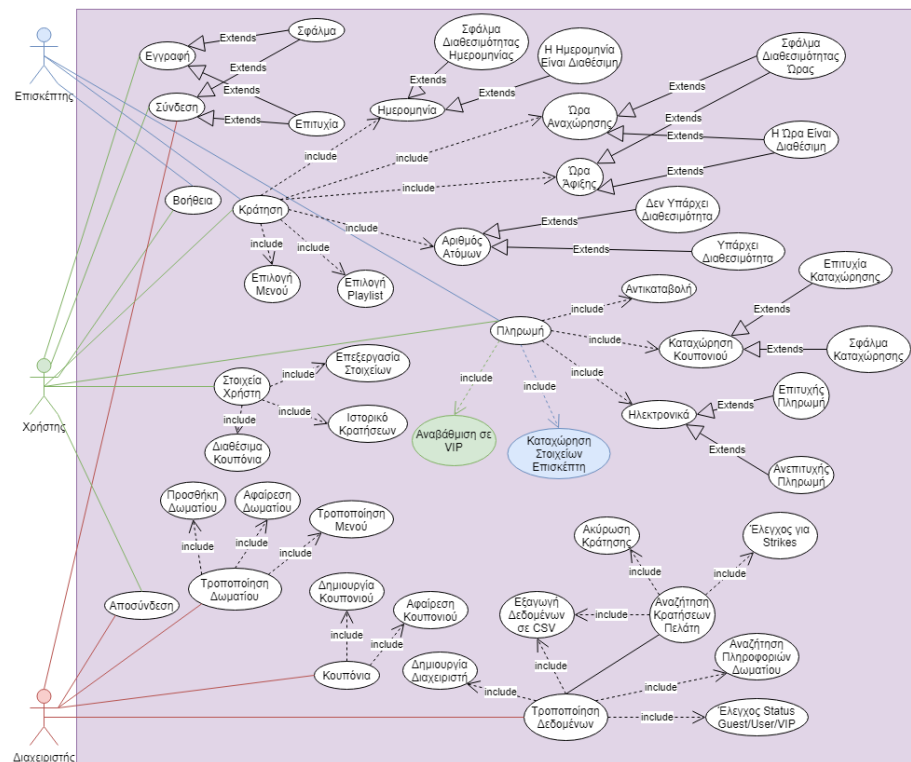 Επισκέπτης
Χρήστης
Διαχειριστής
Εγγραφή
Extends
Σφάλμα
Extends
Extends
Σύνδεση
Extends
Επιτυχία
Βοήθεια
Κράτηση
include
Ημερομηνία
Extends
Σφάλμα
Διαθεσιμότητας
Ημερομηνίας
Extends
Η Ημερομηνία
Είναι Διαθέσιμη
include
Ώρα
Αναχώρησης
Extends
Σφάλμα
Διαθεσιμότητας
Ώρας
Extends
Extends
Η Ώρα Είναι
Διαθέσιμη
include
Ώρα
Άφιξης
Extends
include
Αριθμός
Ατόμων
Extends
Δεν Υπάρχει
Διαθεσιμότητα
Extends
Υπάρχει
Διαθεσιμότητα
include
Επιλογή
Μενού
include
Επιλογή
Playlist
Πληρωμή
include
Αντικαταβολή
include
Καταχώρηση
Κουπονιού
Extends
Επιτυχία
Καταχώρησης
Extends
Σφάλμα
Καταχώρησης
include
Ηλεκτρονικά
Extends
Επιτυχής
Πληρωμή
Extends
Ανεπιτυχής
Πληρωμή
include
Αναβάθμιση σε
VIP
include
Καταχώρηση
Στοιχείων
Επισκέπτη
Στοιχεία
Χρήστη
include
Επεξεργασία
Στοιχείων
include
Ιστορικό
Κρατήσεων
include
Διαθέσιμα
Κουπόνια
Προσθήκη
Δωματίου
Αφαίρεση
Δωματίου
Τροποποίηση
Μενού
include
include
include
Τροποποίηση
Δωματίου
Αποσύνδεση
Δημιουργία
Κουπονιού
Αφαίρεση
Κουπονιού
include
include
Κουπόνια
Ακύρωση
Κράτησης
Έλεγχος για
Strikes
include
include
Εξαγωγή
Δεδομένων
σε CSV
include
Αναζήτηση
Κρατήσεων
Πελάτη
include
Δημιουργία
Διαχειριστή
include
Αναζήτηση
Πληροφοριών
Δωματίου
include
Τροποποίηση
Δεδομένων
include
Έλεγχος Status
Guest/User/VIP